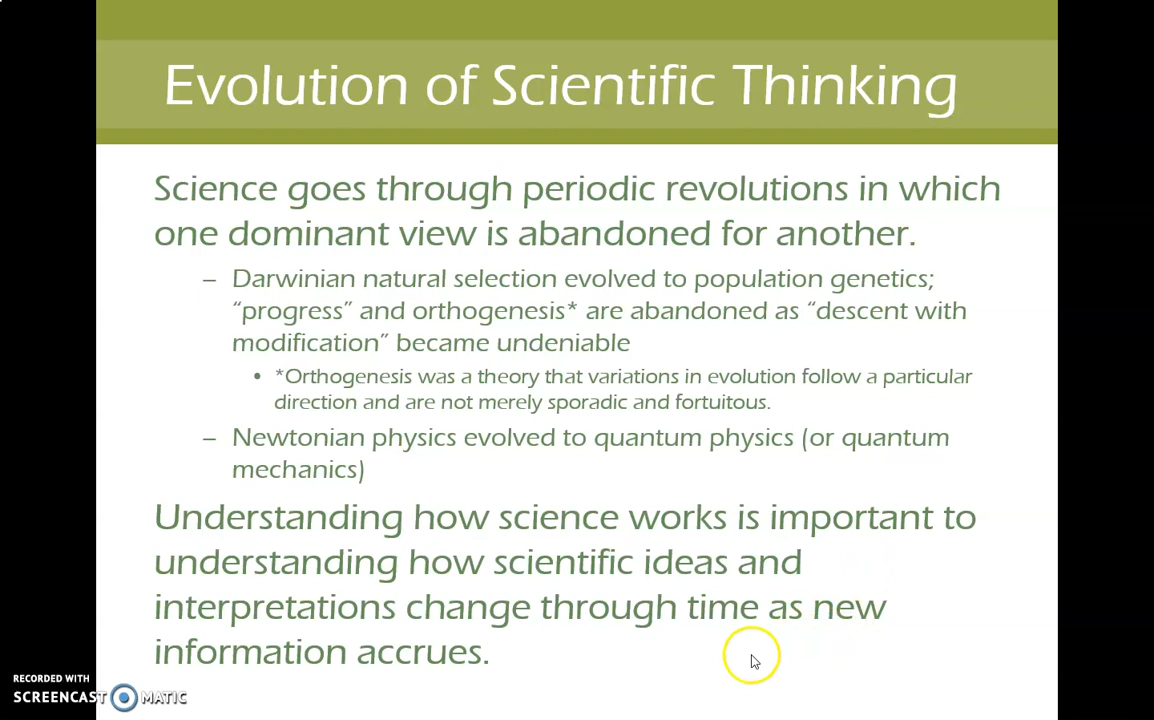 Evolution of Scientific Thinking
Science goes through periodic revolutions in which
one dominant view is abandoned for another.
– Darwinian natural selection evolved to population genetics;
“progress” and orthogenesis* are abandoned as “descent with
modification” became undeniable
• *Orthogenesis was a theory that variations in evolution follow a particular
direction and are not merely sporadic and fortuitous.
– Newtonian physics evolved to quantum physics (or quantum
mechanics)
Understanding how science works is important to
understanding how scientific ideas and
interpretations change through time as new
information accrues.
RECORDED WITH
SCREENCAST MATIC